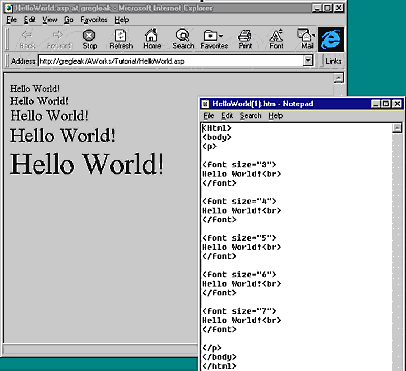 HelloWorld.asp at gregleak - Microsoft Internet Explorer
File Edit View Go Favorites Help
Back Forward Stop Refresh Home Search Favorites Print Font Mail
Address http://gregleak/AWorks/Tutorial/HelloWorld.asp Links
Hello World!
Hello World!
Hello World!
Hello World!
Hello World!
HelloWorld(1).htm - Notepad
File Edit Search Help
<Html>
<body>
<p>
<font size="3">
Hello World!<br>
</font>
<font size="4">
Hello World!<br>
</font>
<font size="5">
Hello World!<br>
</font>
<font size="6">
Hello World!<br>
</font>
<font size="7">
Hello World!<br>
</font>
</p>
</body>
</html>